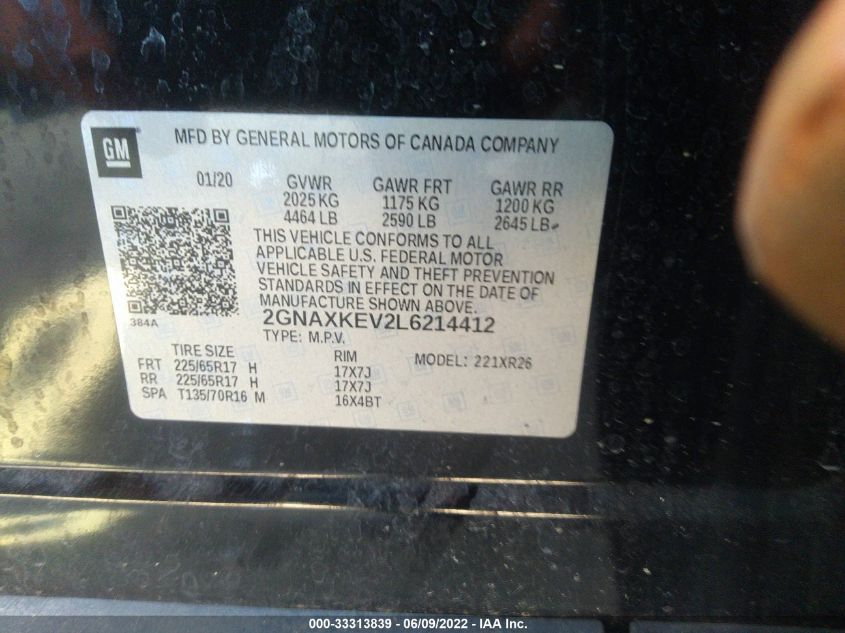 GM
MFD BY GENERAL MOTORS OF CANADA COMPANY
01/20 GVWR GAWR FRT GAWR RR
2025 KG 1175 KG 1200 KG
4464 LB 2590 LB 2645 LB
THIS VEHICLE CONFORMS TO ALL
APPLICABLE U.S. FEDERAL MOTOR
VEHICLE SAFETY AND THEFT PREVENTION
STANDARDS IN EFFECT ON THE DATE OF
MANUFACTURE SHOWN ABOVE.
384A
2GNAXKEV2L6214412
TYPE: M.P.V.
TIRE SIZE RIM MODEL: 221XR26
FRT 225/65R17 H 17X7J
RR 225/65R17 H 17X7J
SPA T135/70R16 M 16X4BT
000-33313839 - 06/09/2022 - IAA Inc.